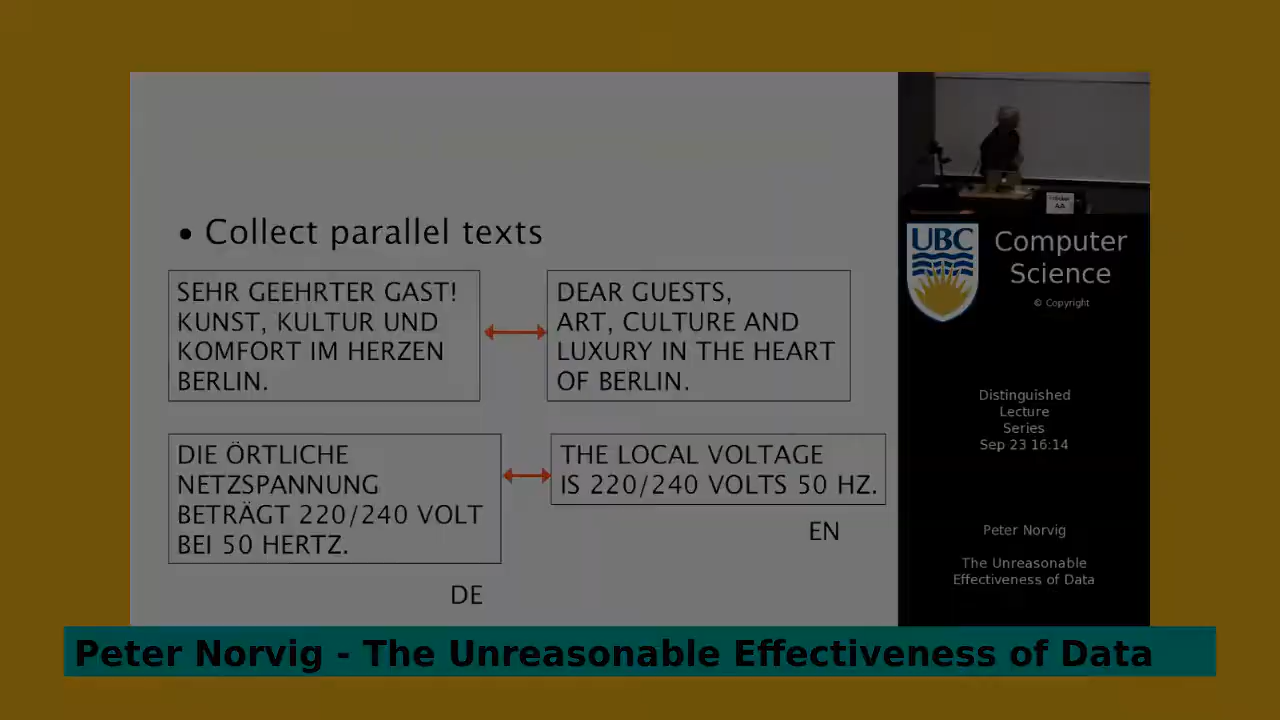 • Collect parallel texts
SEHR GEEHRTER GAST!
KUNST, KULTUR UND
KOMFORT IM HERZEN
BERLIN.
DEAR GUESTS,
ART, CULTURE AND
LUXURY IN THE HEART
OF BERLIN.
DIE ÖRTLICHE
NETZSPANNUNG
BETRÄGT 220/240 VOLT
BEI 50 HERTZ.
DE
THE LOCAL VOLTAGE
IS 220/240 VOLTS 50 HZ.
EN
UBC
Computer
Science
© Copyright
Distinguished
Lecture
Series
Sep 23 16:14
Peter Norvig
The Unreasonable
Effectiveness of Data
Peter Norvig - The Unreasonable Effectiveness of Data